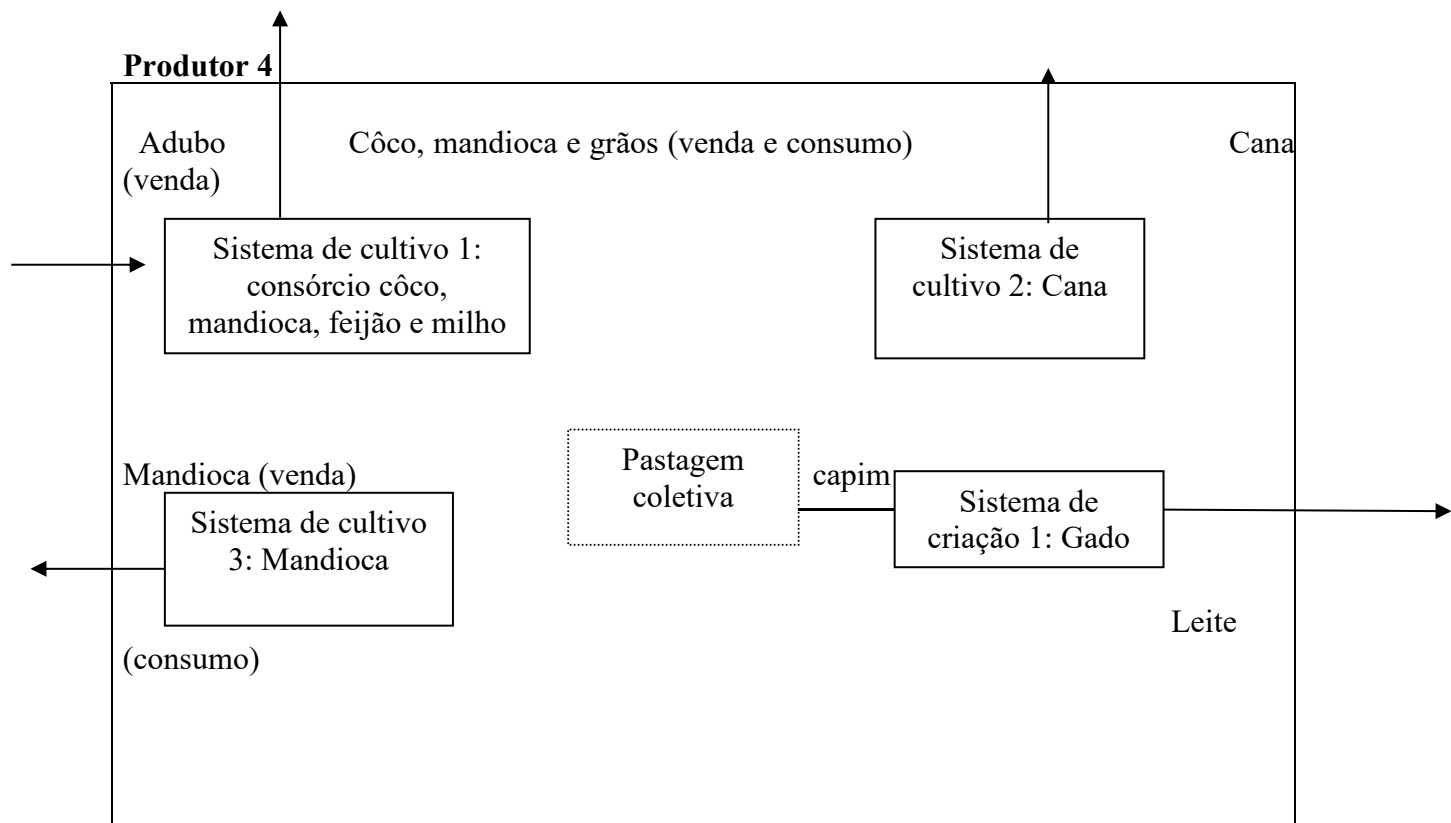 Produtor 4
Adubo Côco, mandioca e grãos (venda e consumo) Cana
(venda)
Sistema de cultivo 1:
consórcio côco,
mandioca, feijão e milho
Sistema de
cultivo 2: Cana
Mandioca (venda)
Sistema de cultivo
3: Mandioca
Pastagem
coletiva
capim
Sistema de
criação 1: Gado
Leite
(consumo)